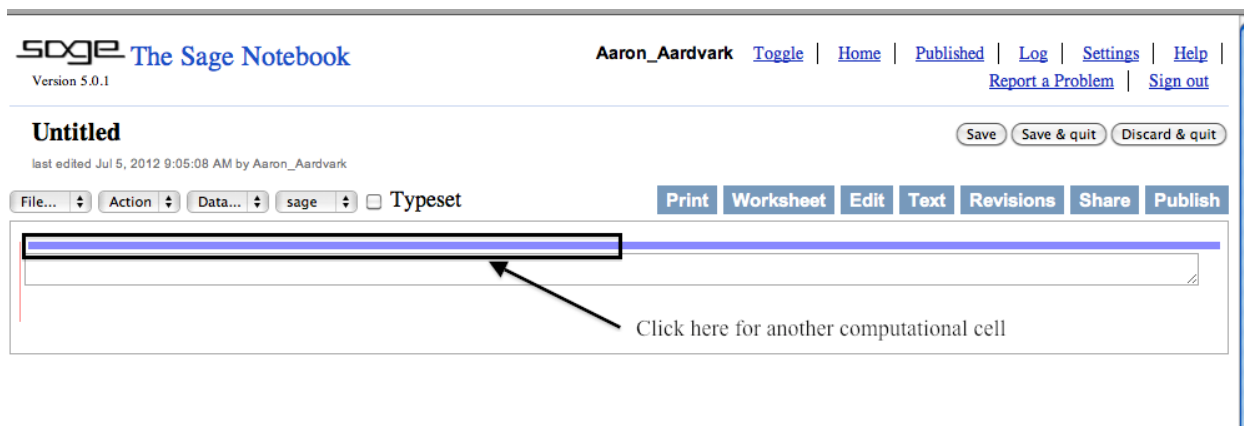 sage The Sage Notebook
Version 5.0.1
Aaron_Aardvark Toggle | Home | Published | Log | Settings | Help |
Report a Problem | Sign out
Untitled
last edited Jul 5, 2012 9:05:08 AM by Aaron_Aardvark
Save Save & quit Discard & quit
File... Action Data... sage Typeset Print Worksheet Edit Text Revisions Share Publish
Click here for another computational cell